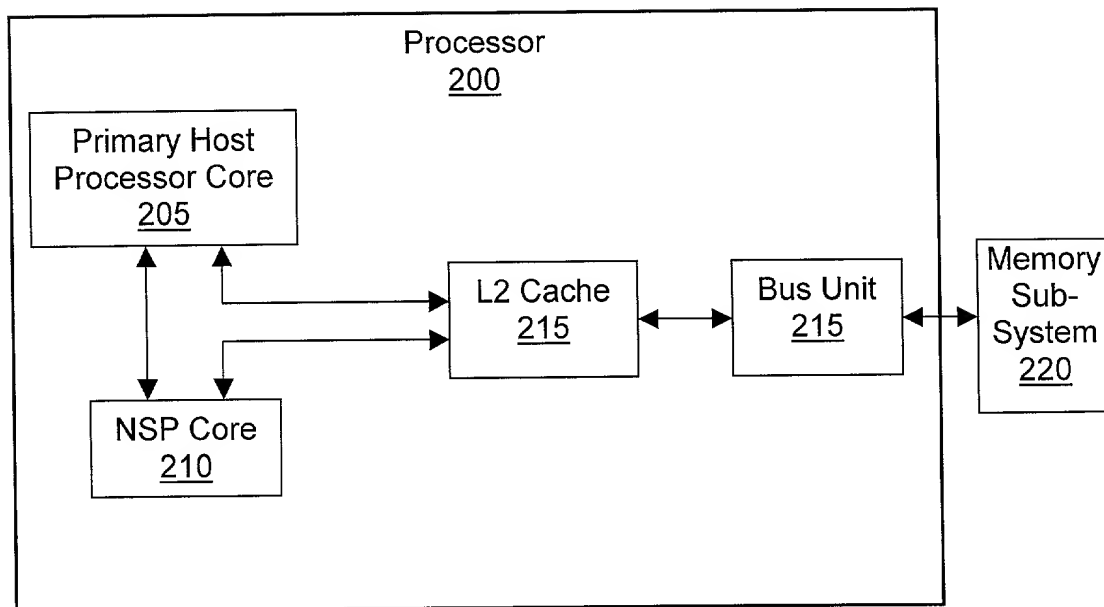 Processor
200
Primary Host
Processor Core
205
L2 Cache
215
Bus Unit
215
Memory
Sub-
System
220
NSP Core
210